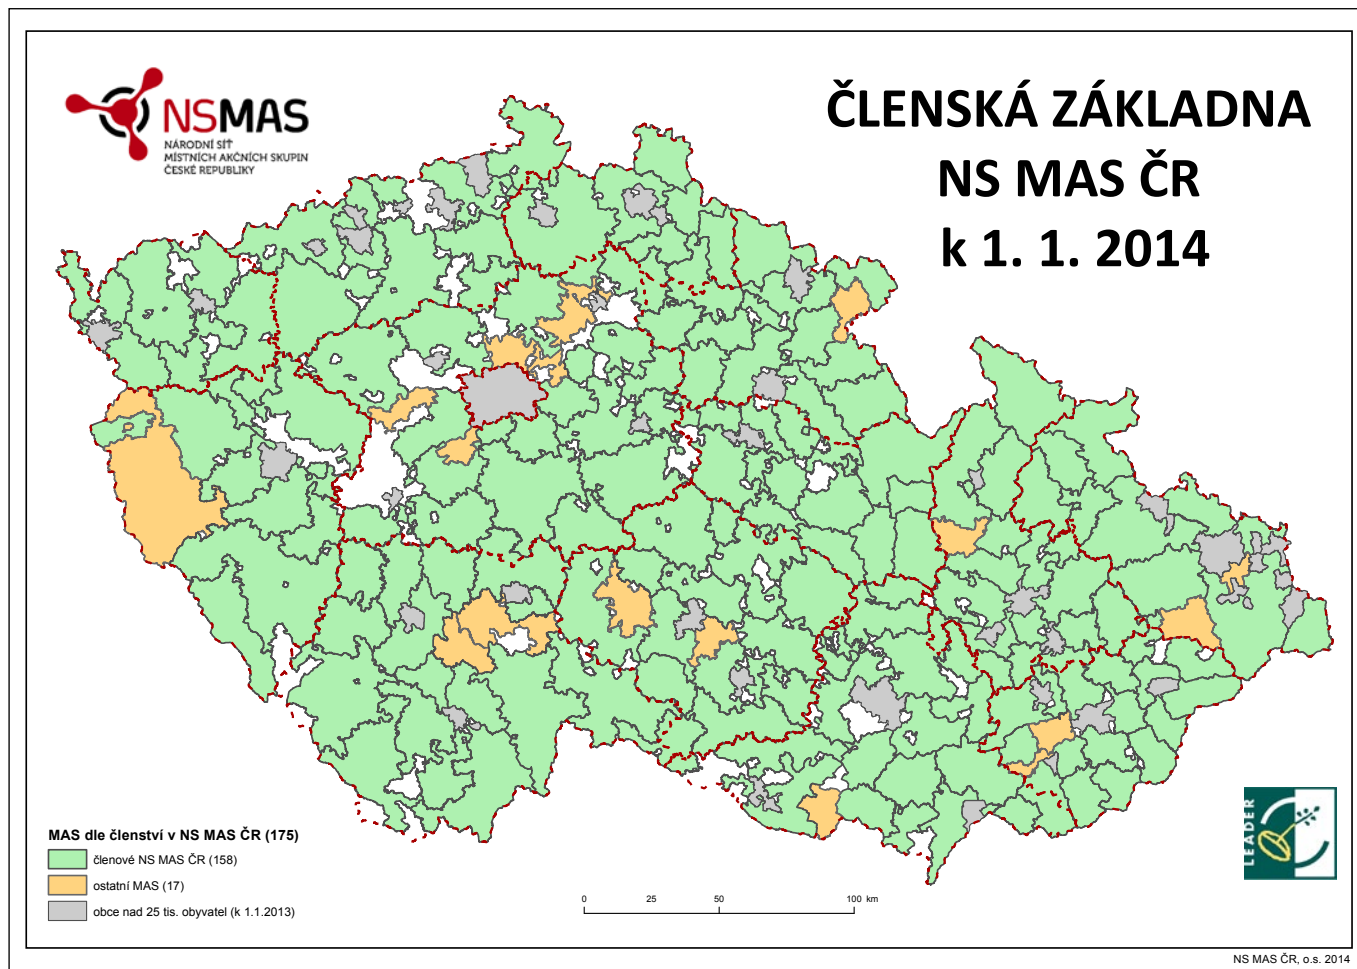 NSMAS
NÁRODNÍ SÍŤ
MÍSTNÍCH AKČNÍCH SKUPIN
ČESKÉ REPUBLIKY
ČLENSKÁ ZÁKLADNA
NS MAS ČR
k 1. 1. 2014
MAS dle členství v NS MAS ČR (175)
členové NS MAS ČR (158)
ostatní MAS (17)
obce nad 25 tis. obyvatel (k 1.1.2013)
0 25 50 100 km
LEADER
NS MAS ČR, o.s. 2014